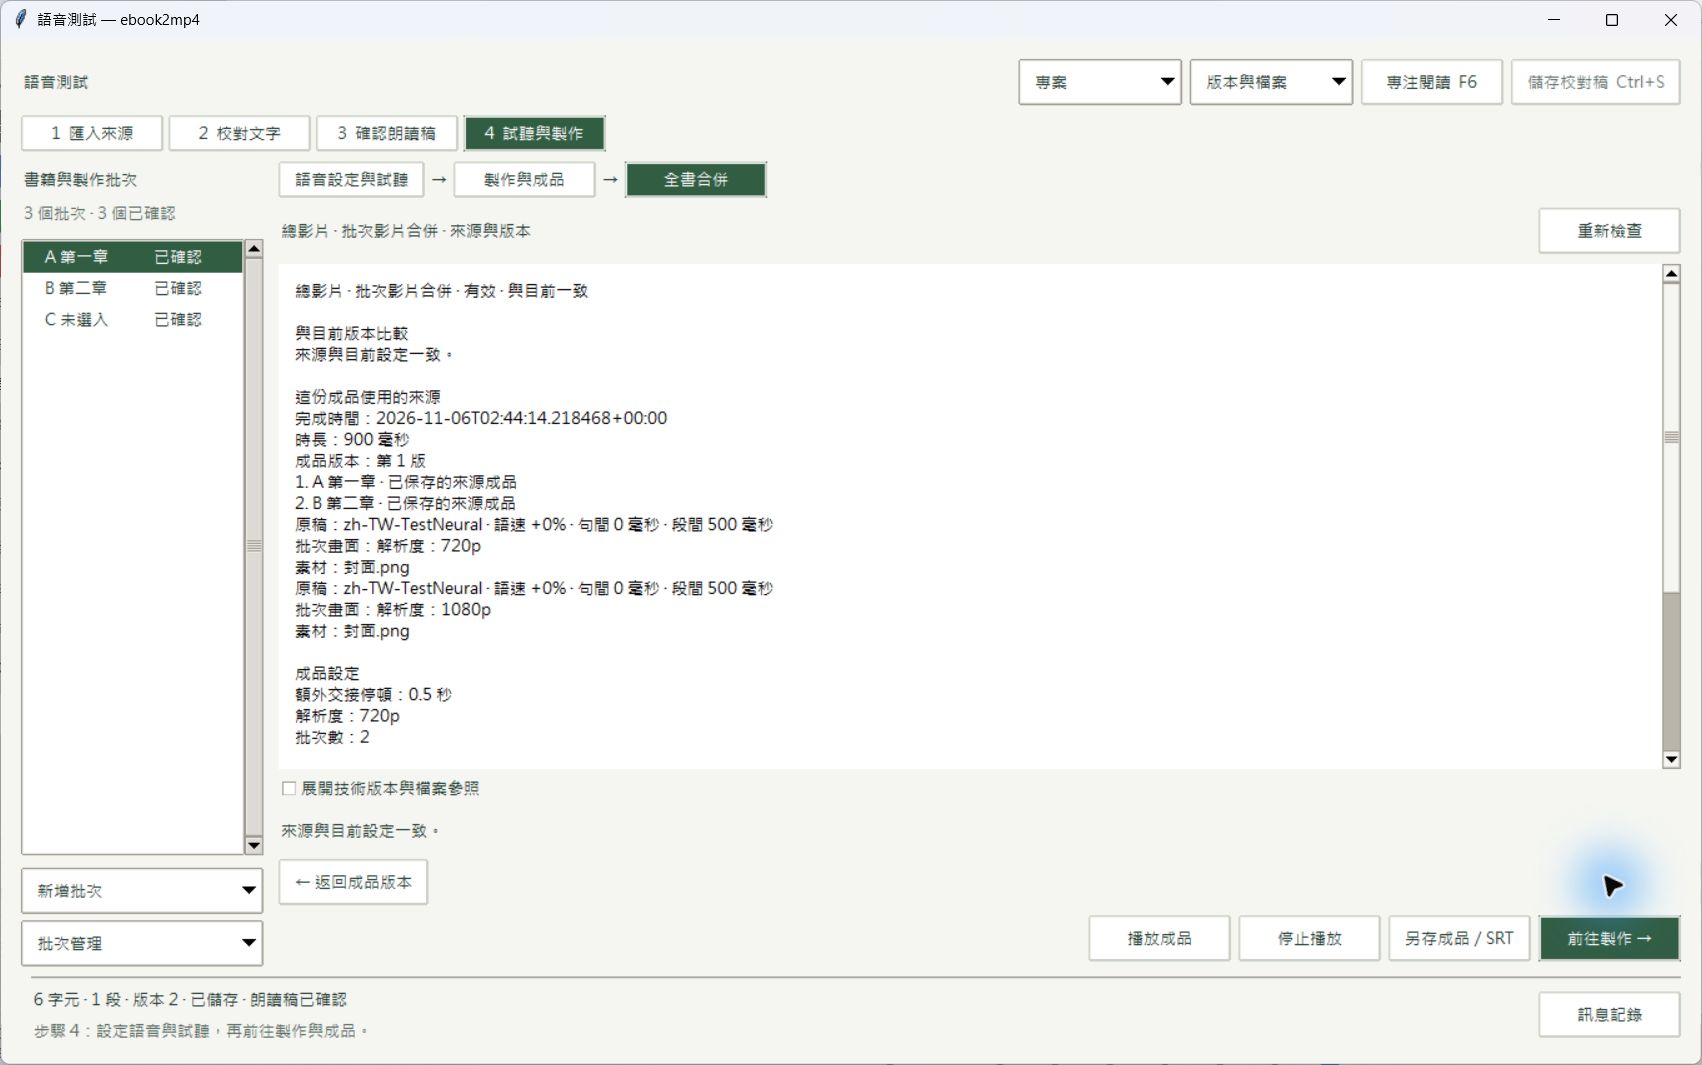 語音測試 — ebook2mp4
語音測試
專案
版本與檔案
專注閱讀 F6
儲存校對稿 Ctrl+S
1 匯入來源
2 校對文字
3 確認朗讀稿
4 試聽與製作
書籍與製作批次
語音設定與試聽 → 製作與成品 → 全書合併
3 個批次 · 3 個已確認
A 第一章 已確認
B 第二章 已確認
C 未選入 已確認
新增批次
批次管理
總影片 · 批次影片合併 · 來源與版本
重新檢查
總影片 · 批次影片合併 · 有效 · 與目前一致
與目前版本比較
來源與目前設定一致。
這份成品使用的來源
完成時間：2026-11-06T02:44:14.218468+00:00
時長：900 毫秒
成品版本：第 1 版
1. A 第一章 · 已保存的來源成品
2. B 第二章 · 已保存的來源成品
原稿：zh-TW-TestNeural · 語速 +0% · 句間 0 毫秒 · 段間 500 毫秒
批次畫面：解析度：720p
素材：封面.png
原稿：zh-TW-TestNeural · 語速 +0% · 句間 0 毫秒 · 段間 500 毫秒
批次畫面：解析度：1080p
素材：封面.png
成品設定
額外交接停頓：0.5 秒
解析度：720p
批次數：2
展開技術版本與檔案參照
來源與目前設定一致。
← 返回成品版本
播放成品
停止播放
另存成品 / SRT
前往製作 →
6 字元 · 1 段 · 版本 2 · 已儲存 · 朗讀稿已確認
步驟 4：設定語音與試聽，再前往製作與成品。
訊息記錄